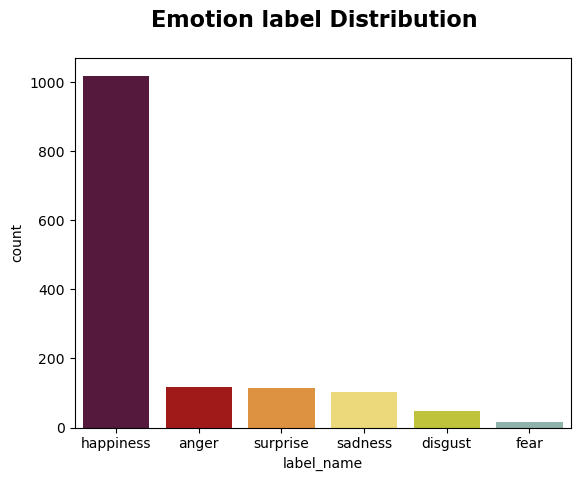 Emotion label Distribution
1000
800
600
400
200
0
count
happiness anger surprise sadness disgust fear
label_name